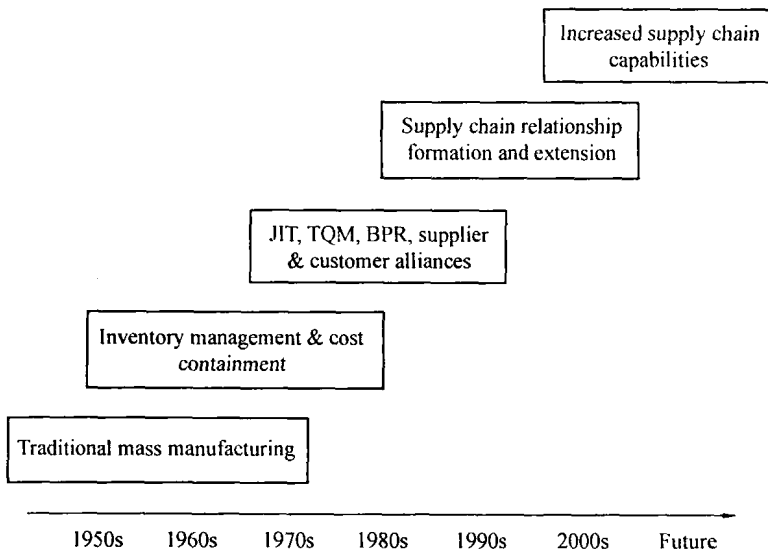 Increased supply chain
capabilities
Supply chain relationship
formation and extension
JIT, TQM, BPR, supplier
& customer alliances
Inventory management & cost
containment
Traditional mass manufacturing
1950s 1960s 1970s 1980s 1990s 2000s Future